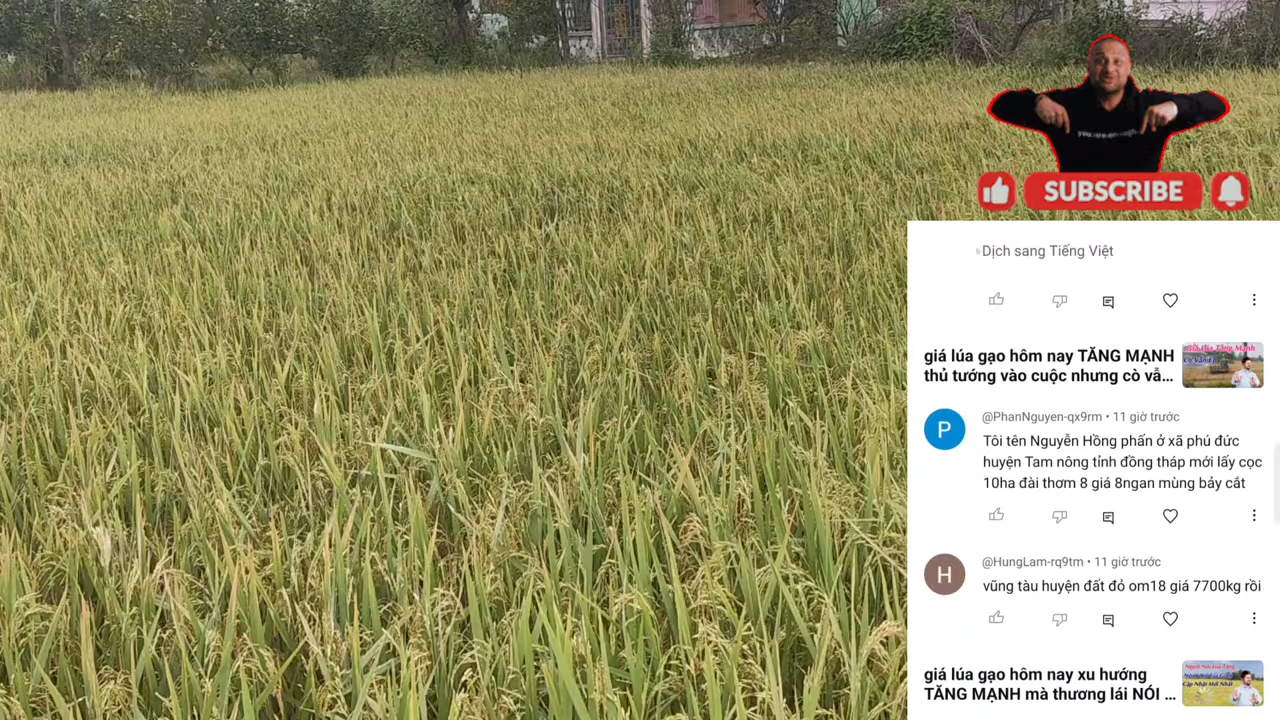 SUBSCRIBE
Dịch sang Tiếng Việt
giá lúa gạo hôm nay TĂNG MẠNH
thủ tướng vào cuộc nhưng cò vẫ...
@PhanNguyen-qx9rm • 11 giờ trước
P
Tôi tên Nguyễn Hồng phấn ở xã phú đức
huyện Tam nông tỉnh đồng tháp mới lấy cọc
10ha đài thơm 8 giá 8ngan mùng bảy cắt
@HungLam-rq9tm • 11 giờ trước
H
vũng tàu huyện đất đỏ om18 giá 7700kg rồi
giá lúa gạo hôm nay xu hướng
TĂNG MẠNH mà thương lái NÓI ...